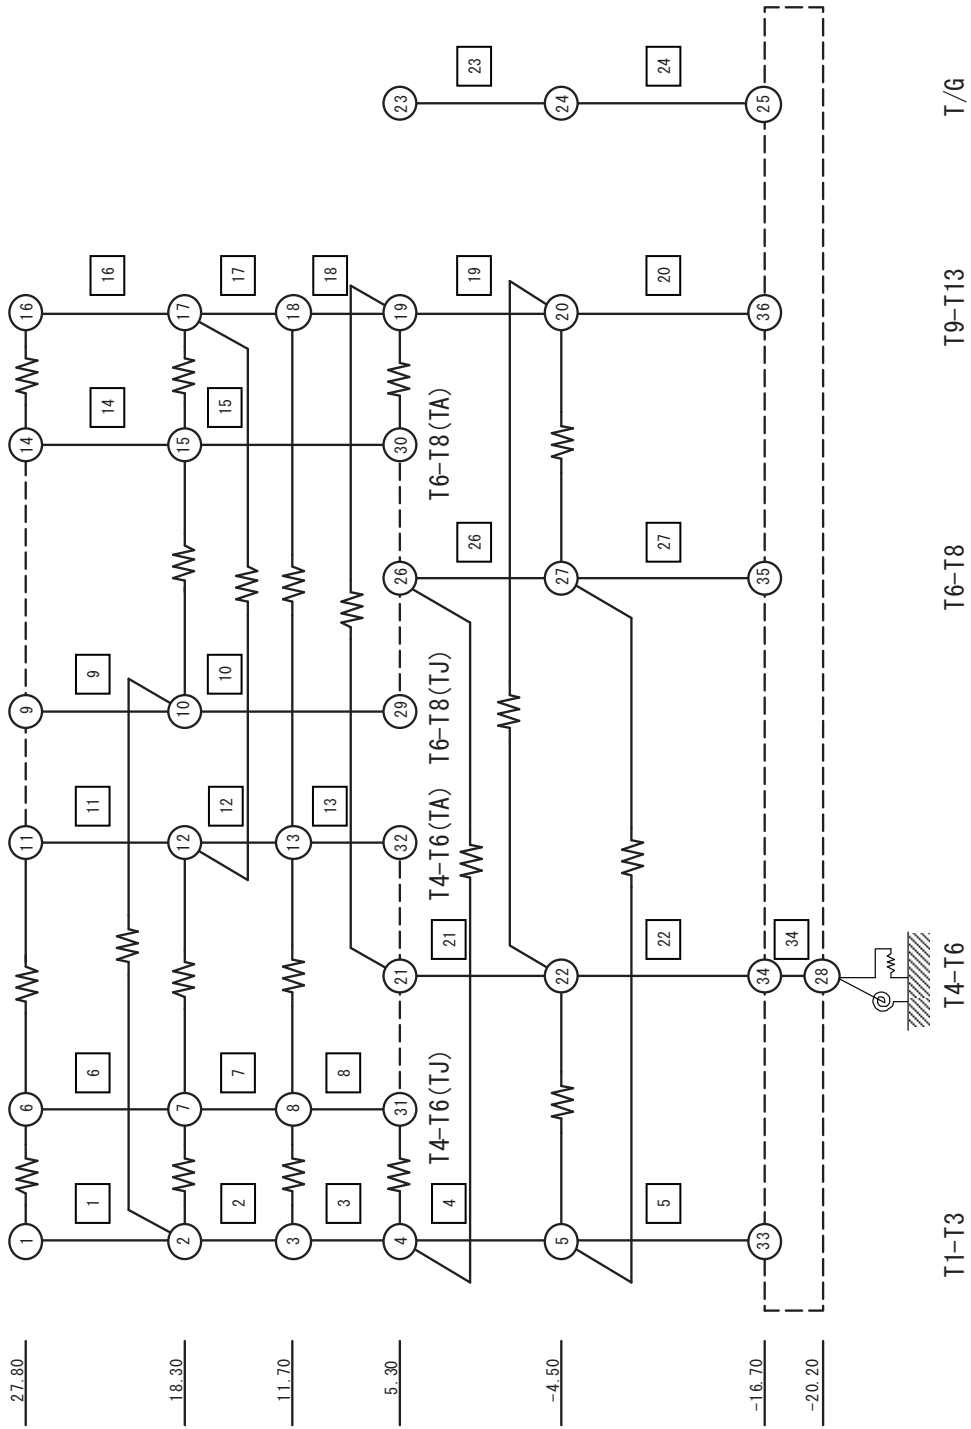 27.80 1 6 11 9 14 16
1 6 11 9 14 16
18.30 2 7 12 10 15 17
2 7 12 10 15 17
11.70 3 8 13 18
3 8 13 18
5.30 4 31 21 32 29 26 30 19 23
T4-T6(TJ) T4-T6(TA) T6-T8(TJ) T6-T8(TA)
4 21 26 19 23
-4.50 5 22 27 20 24
5 22 27 20 24
-16.70 33 34 35 36 25
34
-20.20 28
T1-T3 T4-T6 T6-T8 T9-T13 T/G